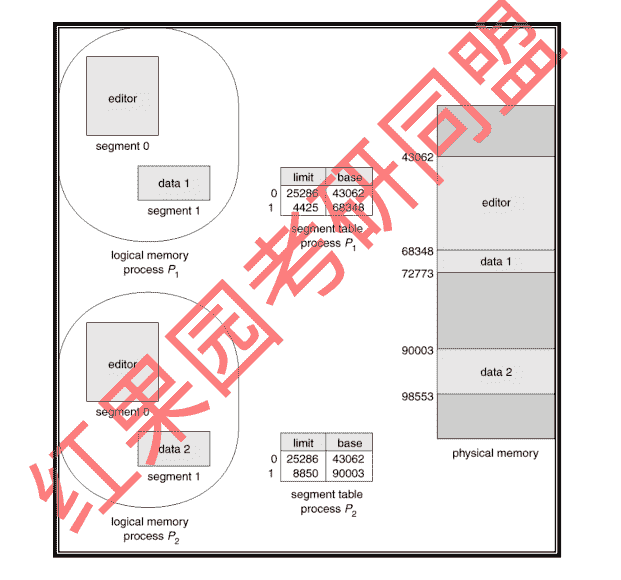 editor
segment 0
data 1
segment 1
logical memory
process P1
limit base
0 25286 43062
1 4425 68348
segment table
process P1
43062
editor
68348
data 1
72773
90003
data 2
98553
physical memory
editor
segment 0
data 2
segment 1
logical memory
process P2
limit base
0 25286 43062
1 8850 90003
segment table
process P2
红果园考研同盟